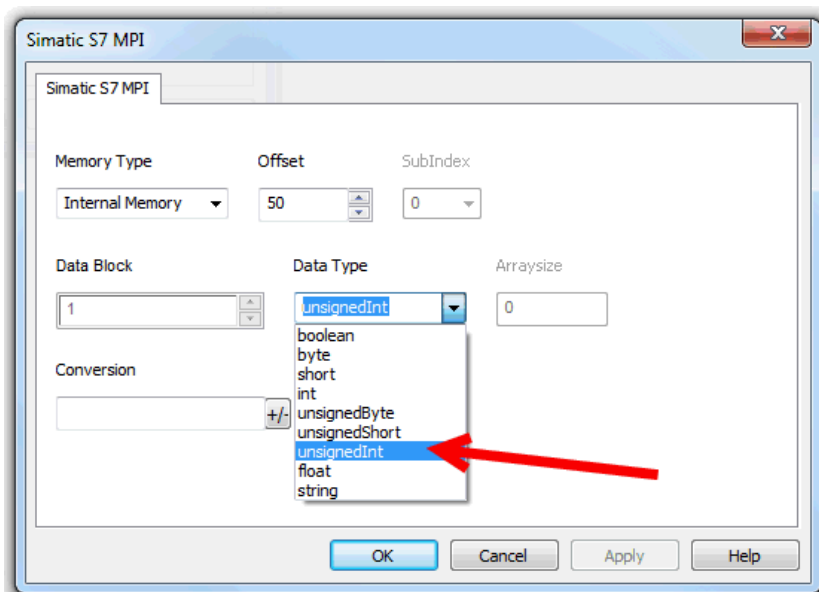 Simatic S7 MPI
x
Simatic S7 MPI
Memory Type Offset SubIndex
Internal Memory 50 0
Data Block Data Type Arraysize
1 unsignedInt 0
boolean
byte
Conversion short
int
+/- unsignedByte
unsignedShort
unsignedInt
float
string
OK Cancel Apply Help